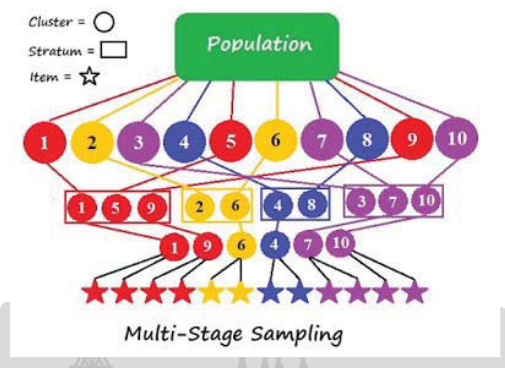 Cluster =
Stratum =
Item =
Population
1 2 3 4 5 6 7 8 9 10
1 5 9 2 6 4 8 3 7 10
1 9 6 4 7 10
Multi-Stage Sampling